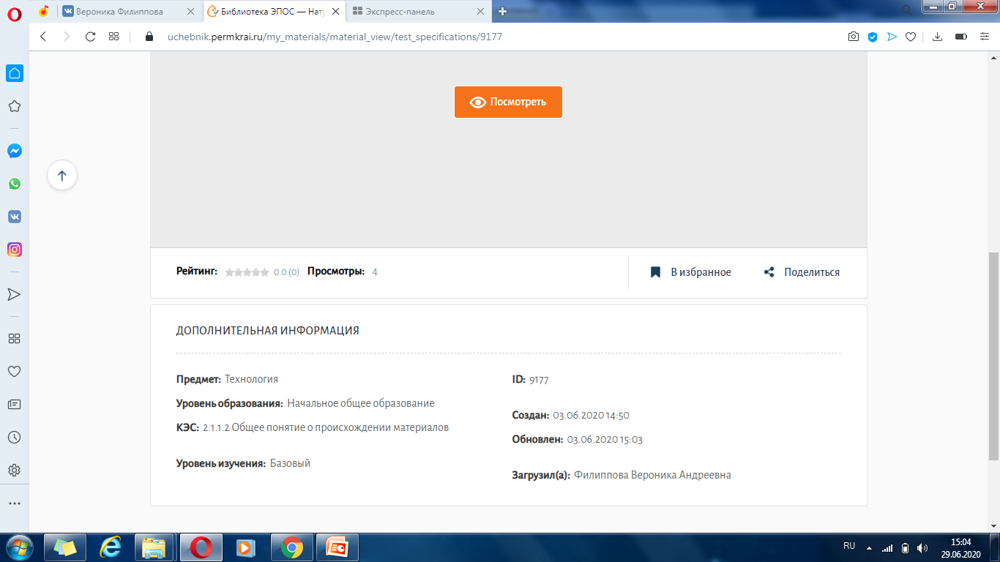 Вероника Филиппова
Библиотека ЭПОС — Нату
Экспресс-панель
uchebnik.permkrai.ru/my_materials/material_view/test_specifications/9177
Посмотреть
Рейтинг: 0.0 (0) Просмотры: 4
В избранное Поделиться
ДОПОЛНИТЕЛЬНАЯ ИНФОРМАЦИЯ
Предмет: Технология
Уровень образования: Начальное общее образование
КЭС: 2.1.1.2 Общее понятие о происхождении материалов
Уровень изучения: Базовый
ID: 9177
Создан: 03.06.2020 14:50
Обновлен: 03.06.2020 15:03
Загрузил(а): Филиппова Вероника Андреевна
RU
15:04
29.06.2020